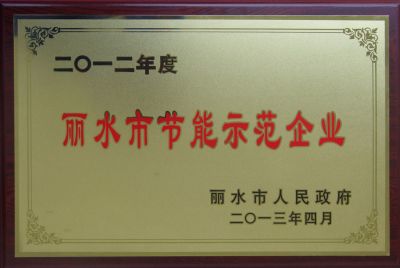 二〇一二年度
丽水市节能示范企业
丽水市人民政府
二〇一三年四月